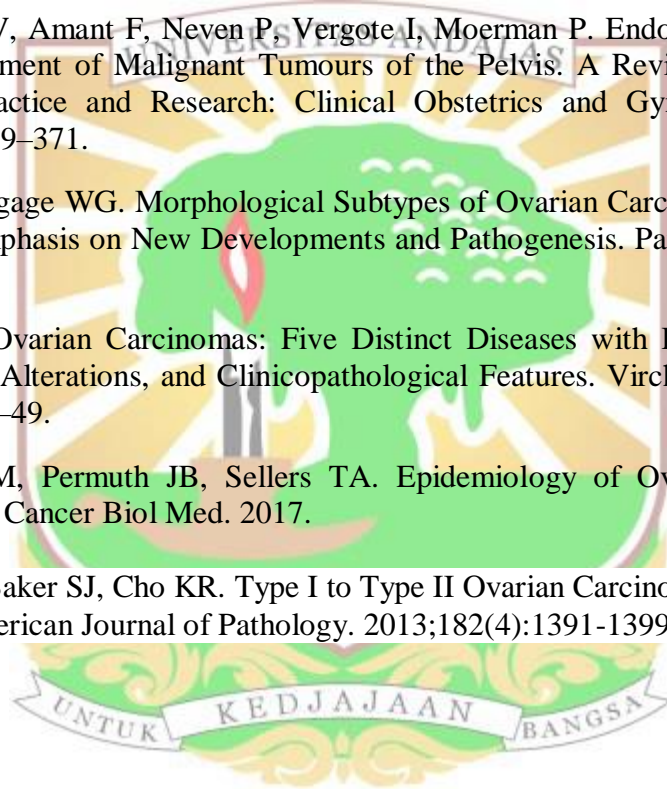 V, Amant F, Neven P, Vergote I, Moerman P. Endo
UNIVERSITAS ANDALAS
ment of Malignant Tumours of the Pelvis. A Revi
actice and Research: Clinical Obstetrics and Gy
9–371.
gage WG. Morphological Subtypes of Ovarian Carc
phasis on New Developments and Pathogenesis. Pa
Ovarian Carcinomas: Five Distinct Diseases with
Alterations, and Clinicopathological Features. Virc
–49.
M, Permuth JB, Sellers TA. Epidemiology of Ov
Cancer Biol Med. 2017.
Baker SJ, Cho KR. Type I to Type II Ovarian Carcino
erican Journal of Pathology. 2013;182(4):1391-1399
UNTUK KEDJAJAAN BANGSA